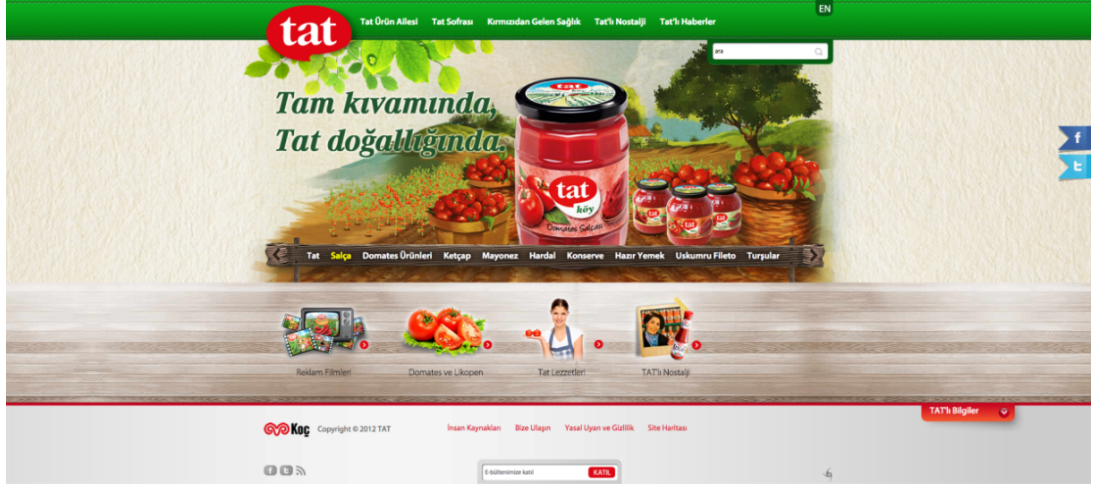 EN
tat
Tat Ürün Ailesi Tat Sofrası Kırmızıdan Gelen Sağlık Tat'lı Nostalji Tat'lı Haberler
ara
Tam kıvamında,
Tat doğallığında.
tat
tat
köy
Domates Salçası
tat
tat
Tat Salça Domates Ürünleri Ketçap Mayonez Hardal Konserve Hazır Yemek Uskumru Fileto Turşular
Reklam Filmleri Domates ve Likopen Tat Lezzetleri TAT'lı Nostalji
TAT'lı Bilgiler
Koç Copyright © 2012 TAT İnsan Kaynakları Bize Ulaşın Yasal Uyarı ve Gizlilik Site Haritası
E-bültenimize katıl KATIL